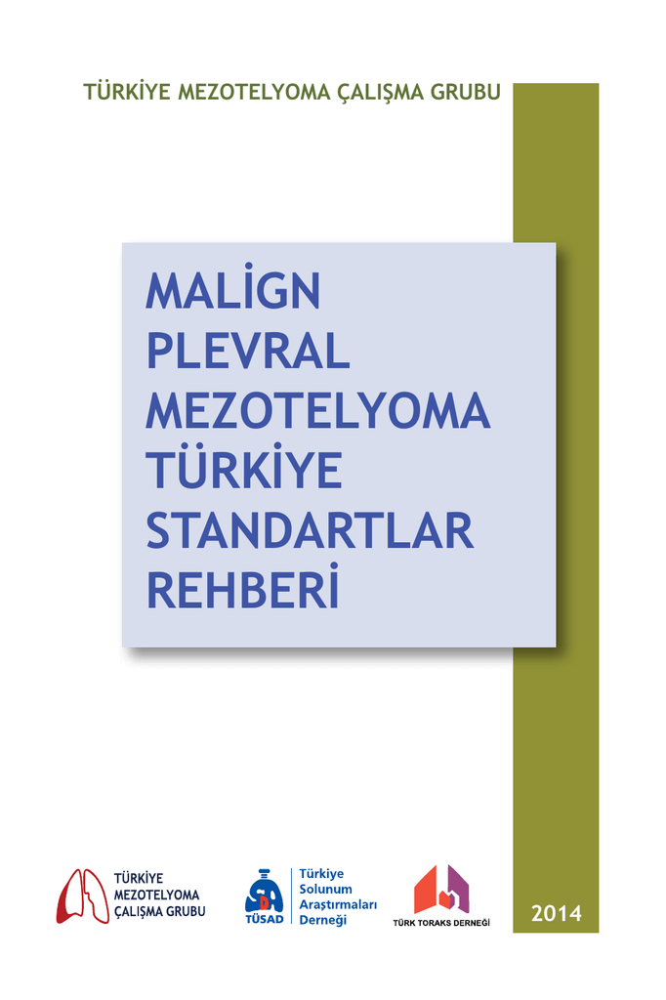 TÜRKİYE MEZOTELYOMA ÇALIŞMA GRUBU
MALİGN
PLEVRAL
MEZOTELYOMA
TÜRKİYE
STANDARTLAR
REHBERİ
TÜRKİYE
MEZOTELYOMA
ÇALIŞMA GRUBU
TÜSAD
Türkiye
Solunum
Araştırmaları
Derneği
TÜRK TORAKS DERNEĞİ
2014